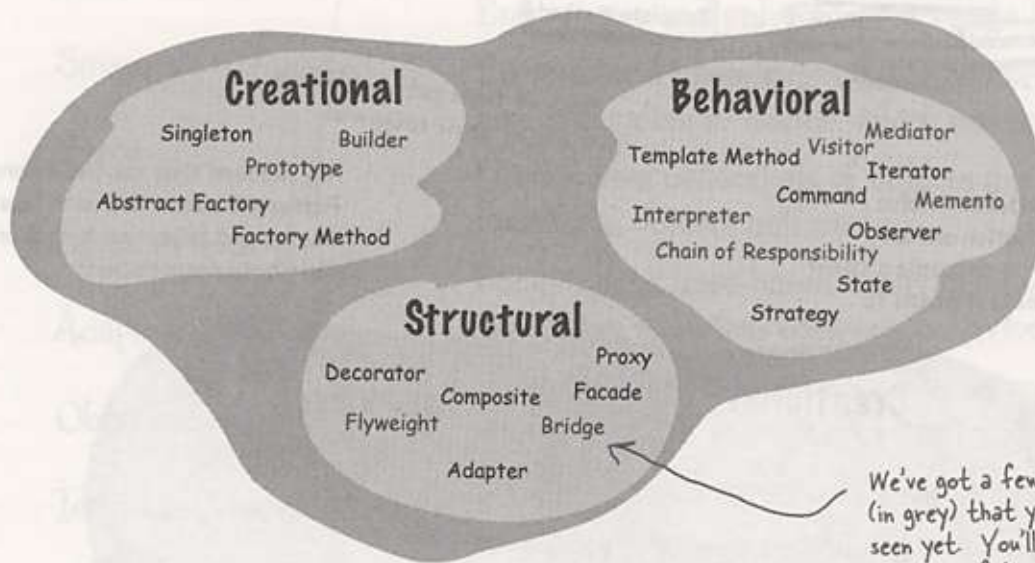 Creational
Singleton
Builder
Prototype
Abstract Factory
Factory Method
Behavioral
Mediator
Template Method
Visitor
Iterator
Command
Memento
Interpreter
Observer
Chain of Responsibility
State
Strategy
Structural
Proxy
Decorator
Composite
Facade
Flyweight
Bridge
Adapter
We've got a few
(in grey) that
seen yet. You'll